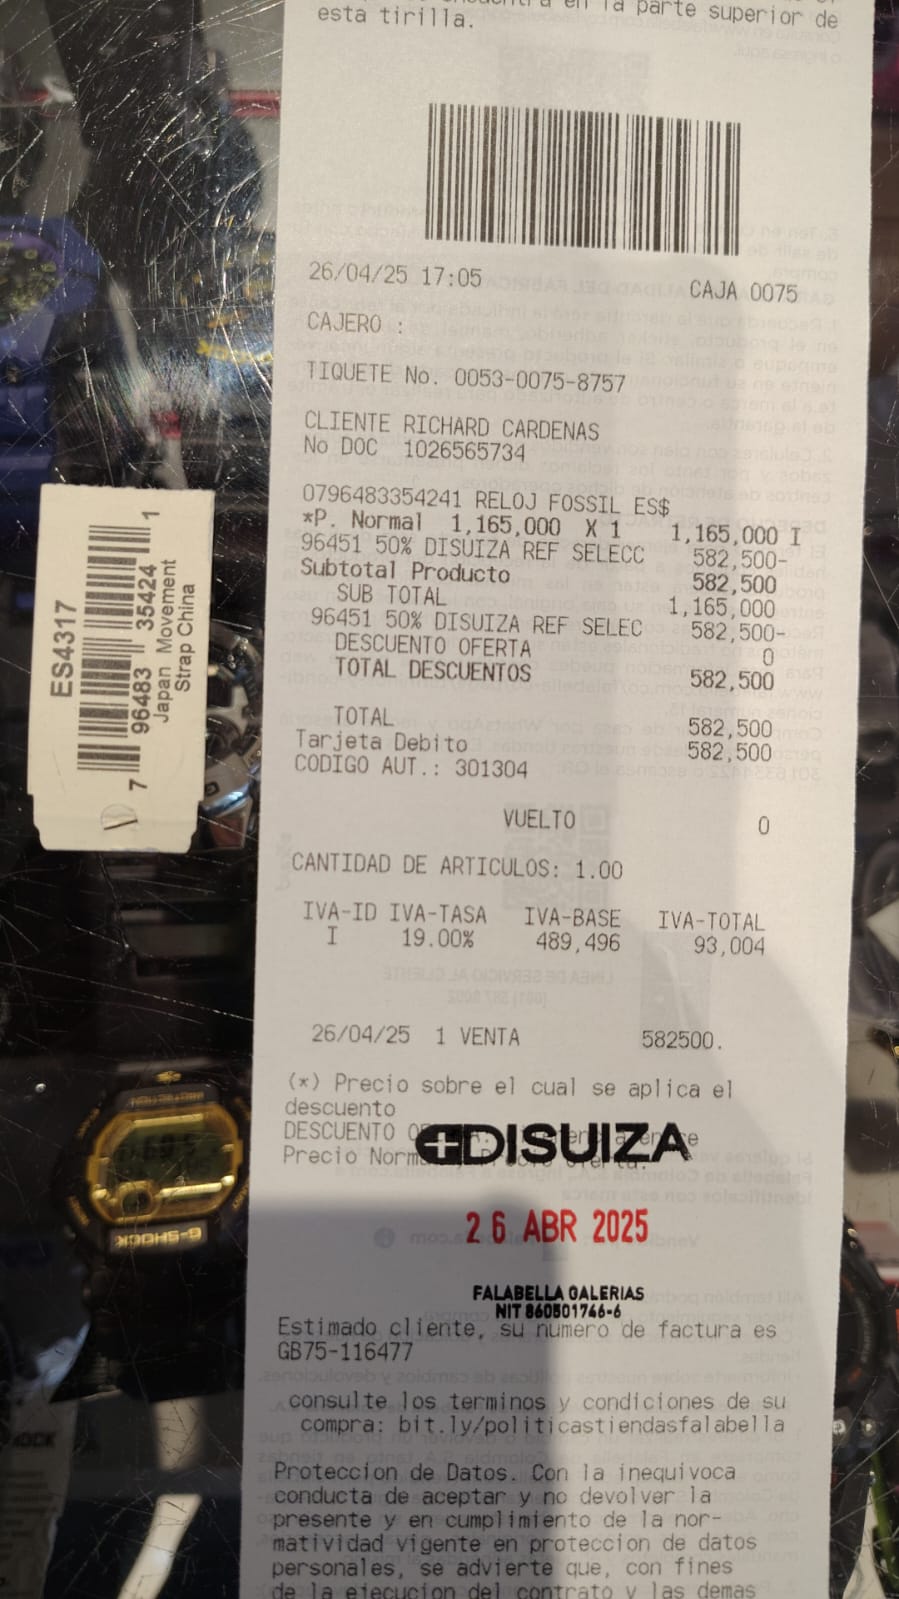 esta tirilla.
26/04/25 17:05 CAJA 0075
CAJERO :
TIQUETE No. 0053-0075-8757
CLIENTE RICHARD CARDENAS
No DOC 1026565734
0796483354241 RELOJ FOSSIL ES$
*P. Normal 1,165,000 X 1 1,165,000 I
96451 50% DISUIZA REF SELECC 582,500-
Subtotal Producto 582,500
SUB TOTAL 1,165,000
96451 50% DISUIZA REF SELEC 582,500-
DESCUENTO OFERTA 0
TOTAL DESCUENTOS 582,500
TOTAL 582,500
Tarjeta Debito 582,500
CODIGO AUT.: 301304
VUELTO 0
CANTIDAD DE ARTICULOS: 1.00
IVA-ID IVA-TASA IVA-BASE IVA-TOTAL
I 19.00% 489,496 93,004
26/04/25 1 VENTA 582500.
(*) Precio sobre el cual se aplica el
descuento
DESCUENTO
Precio
DISUIZA
26 ABR 2025
FALABELLA GALERIAS
NIT 860501746-6
Estimado cliente, su numero de factura es
GB75-116477
consulte los terminos y condiciones de su
compra: bit.ly/politicastiendasfalabella
Proteccion de Datos. Con la inequivoca
conducta de aceptar y no devolver la
presente y en cumplimiento de la nor-
matividad vigente en proteccion de datos
personales, se advierte que, con fines
de la ejecucion del contrato y las demas
ES4317
7 96483 35424 1
Japan Movement
Strap China
G-SHOCK